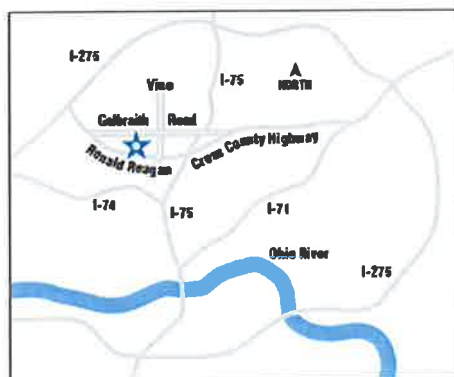 I-275
I-75
NORTH
Vine
Galbraith Road
Ronald Reagan Cross County Highway
I-74
I-75
I-71
Ohio River
I-275